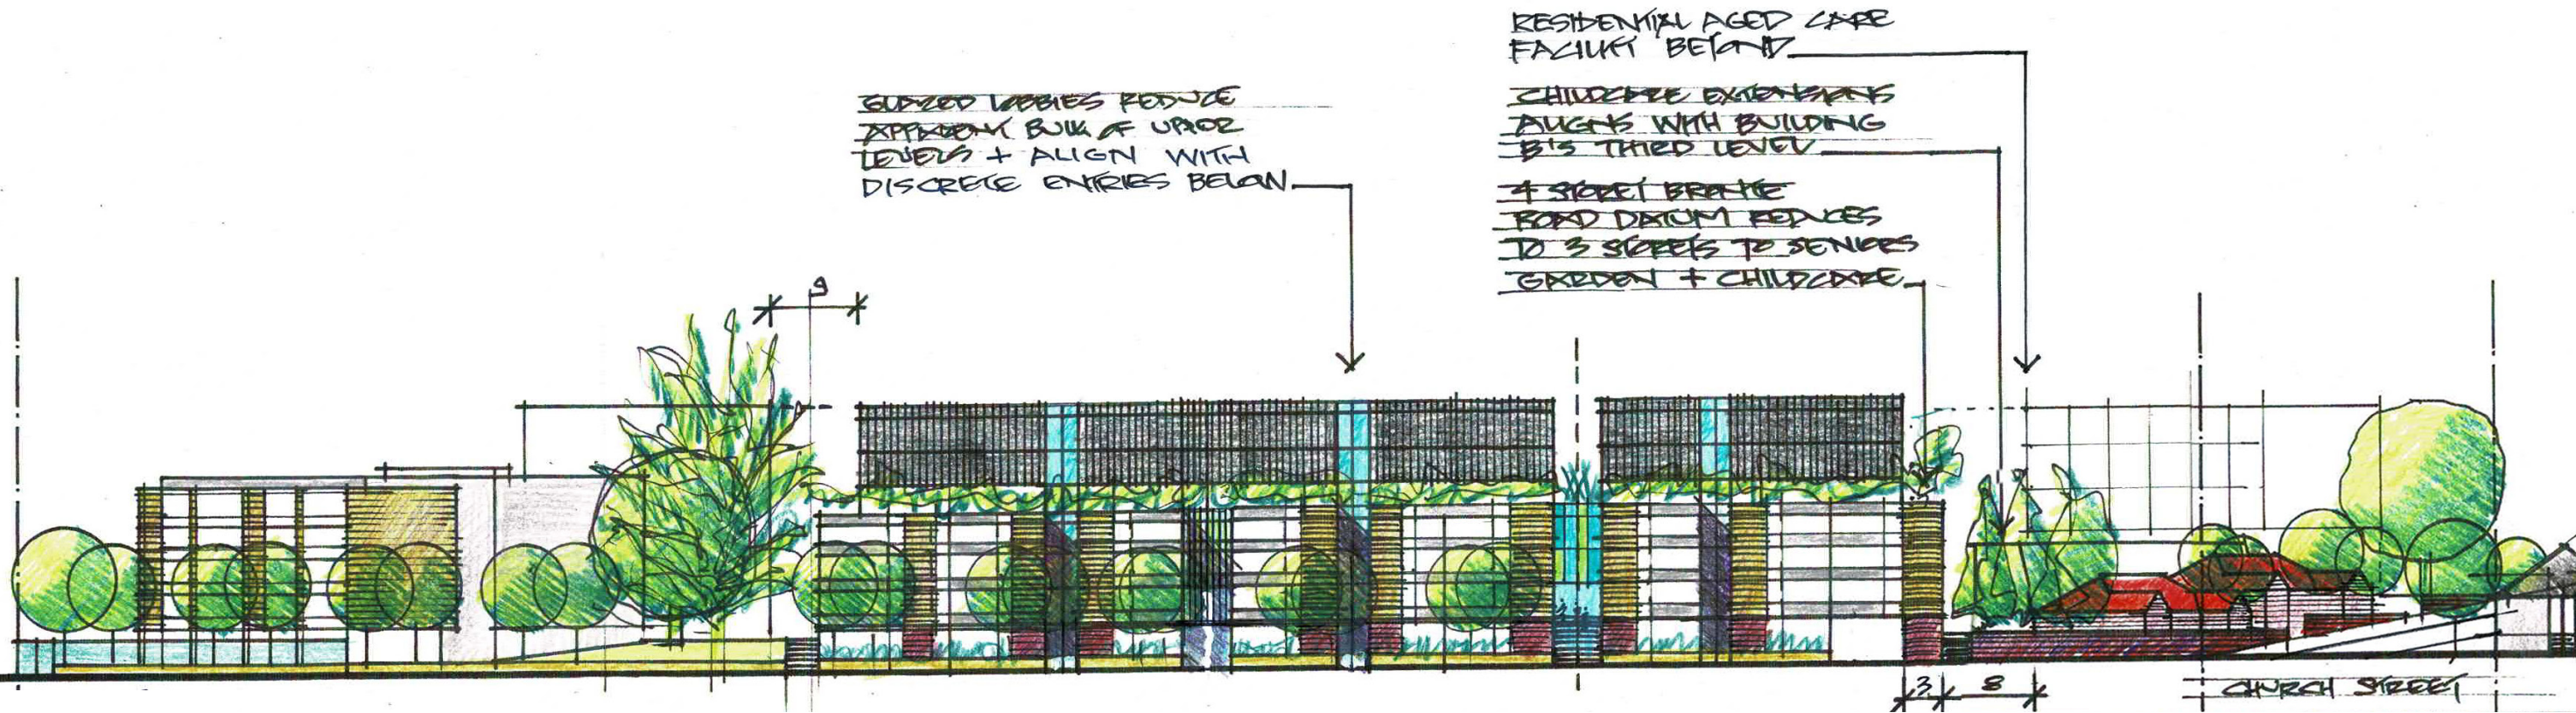 GLAZED LOBBIES REDUCE
APPARENT BULK OF UPPER
LEVELS + ALIGN WITH
DISCRETE ENTRIES BELOW
RESIDENTIAL AGED CARE
FACILITY BEYOND
CHILDCARE EXTENSIONS
ALIGNS WITH BUILDING
B'S THIRD LEVEL
4 STOREY BRONTE
ROAD DATUM REDUCES
TO 3 STOREYS TO SENIORS
GARDEN + CHILDCARE
9
3
8
CHURCH STREET